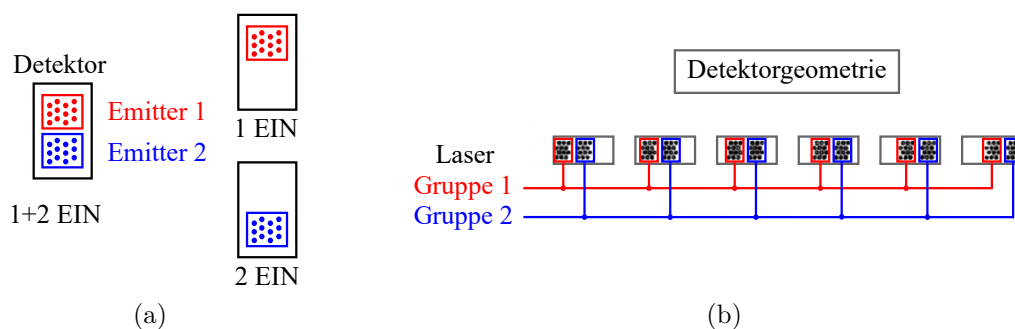 Detektor
Emitter 1
Emitter 2
1+2 EIN
1 EIN
2 EIN
(a)
Detektorgeometrie
Laser
Gruppe 1
Gruppe 2
(b)